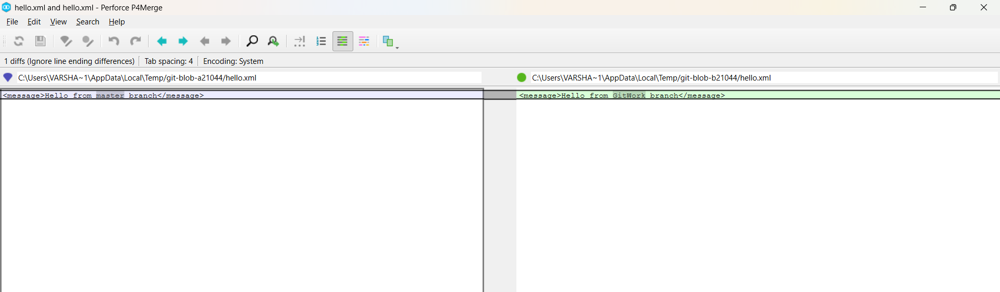 hello.xml and hello.xml - Perforce P4Merge
File Edit View Search Help
1 diffs (Ignore line ending differences) Tab spacing: 4 Encoding: System
C:\Users\VARSHA~1\AppData\Local\Temp/git-blob-a21044/hello.xml
C:\Users\VARSHA~1\AppData\Local\Temp/git-blob-b21044/hello.xml
<message>Hello from master branch</message>
<message>Hello from GitWork branch</message>